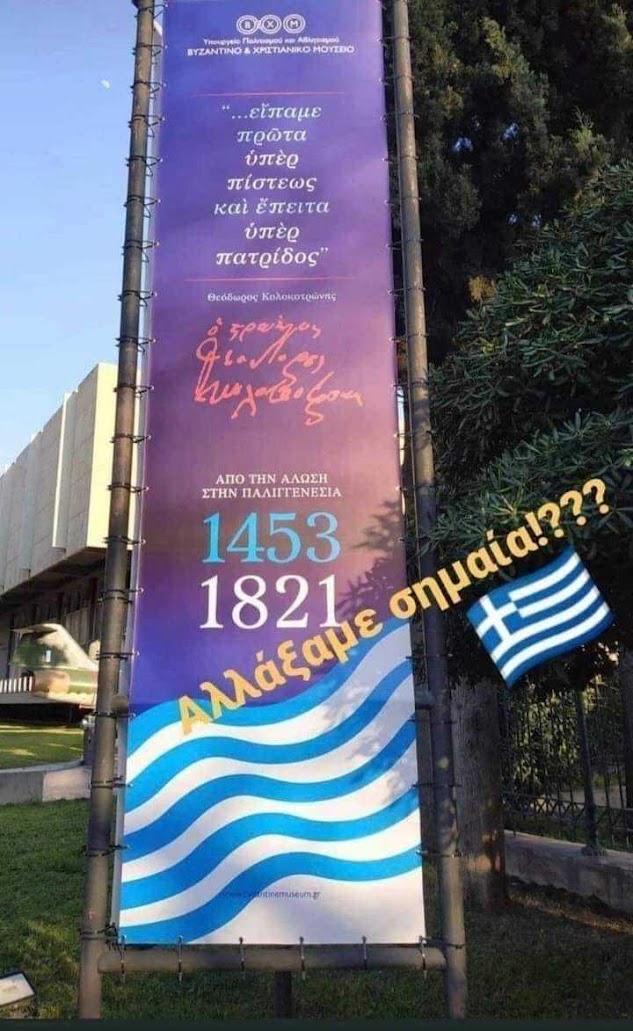 ΒΧΜ
Υπουργείο Πολιτισμού και Αθλητισμού
ΒΥΖΑΝΤΙΝΟ & ΧΡΙΣΤΙΑΝΙΚΟ ΜΟΥΣΕΙΟ
“...εἴπαμε
πρῶτα
ὑπὲρ
πίστεως
καὶ ἔπειτα
ὑπὲρ
πατρίδος”
Θεόδωρος Κολοκοτρώνης
ΑΠΟ ΤΗΝ ΑΛΩΣΗ
ΣΤΗΝ ΠΑΛΙΓΓΕΝΕΣΙΑ
1453
1821
Αλλάξαμε σημαία!???
www.byzantinemuseum.gr